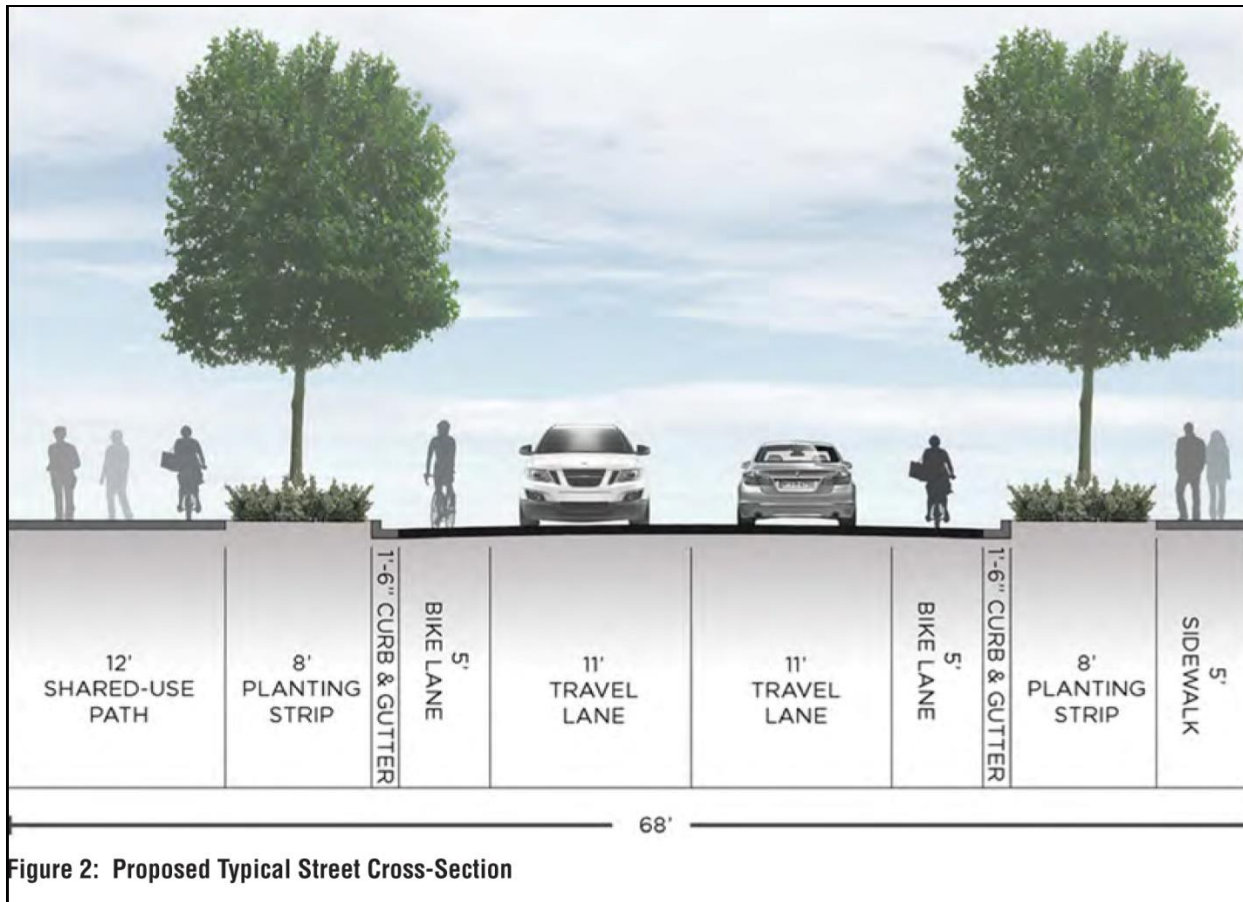 12'
SHARED-USE
PATH
8'
PLANTING
STRIP
1'-6" CURB & GUTTER
5'
BIKE LANE
11'
TRAVEL
LANE
11'
TRAVEL
LANE
5'
BIKE LANE
1'-6" CURB & GUTTER
8'
PLANTING
STRIP
5'
SIDEWALK
68'
Figure 2: Proposed Typical Street Cross-Section